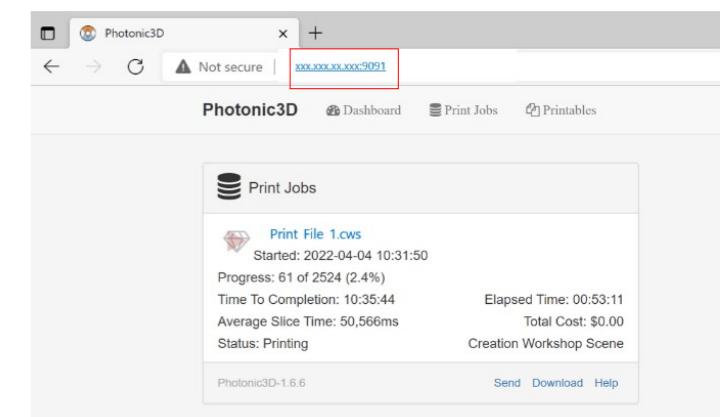 Photonic3D
Not secure xxx.xxx.xx.xxx:9091
Photonic3D Dashboard Print Jobs Printables
Print Jobs
Print File 1.cws
Started: 2022-04-04 10:31:50
Progress: 61 of 2524 (2.4%)
Time To Completion: 10:35:44 Elapsed Time: 00:53:11
Average Slice Time: 50,566ms Total Cost: $0.00
Status: Printing Creation Workshop Scene
Photonic3D-1.6.6 Send Download Help